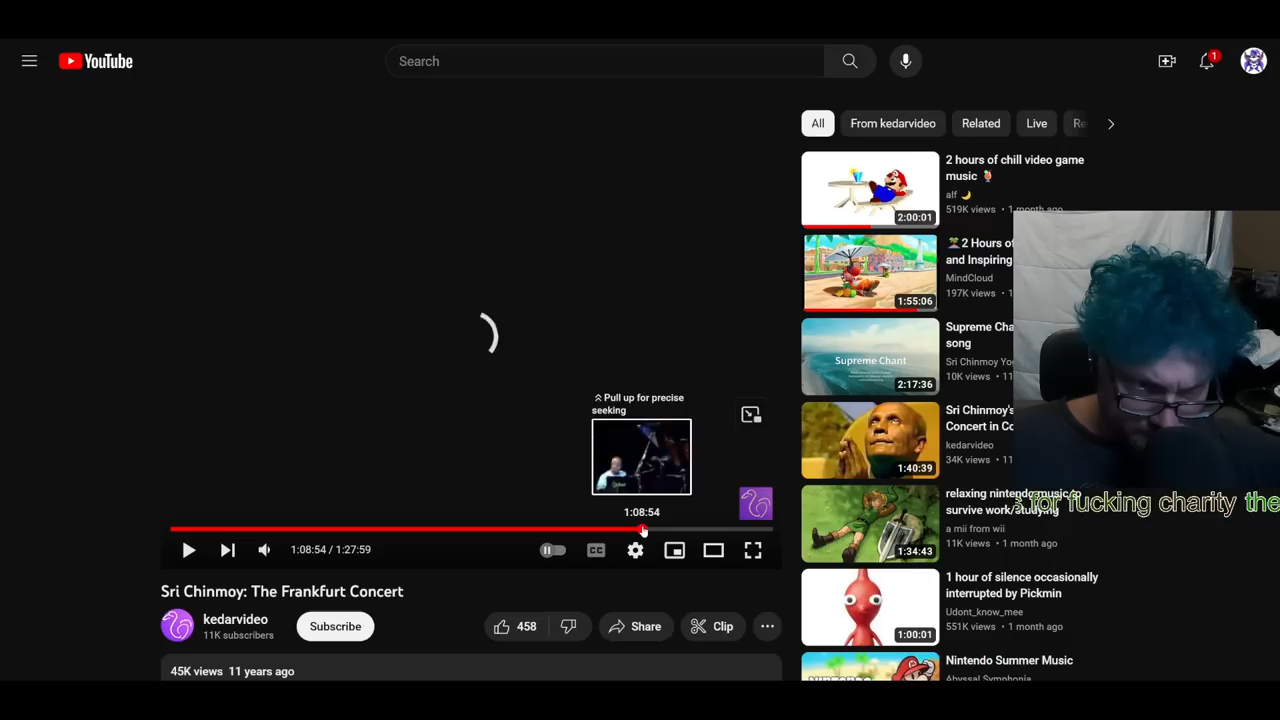 YouTube
Search
1
All
From kedarvideo
Related
Live
Re
2 hours of chill video game
music
alf
519K views • 1 month ago
2:00:01
2 Hours of
and Inspiring
MindCloud
197K views • 1
1:55:06
Supreme Cha
song
Sri Chinmoy Yo
10K views • 11
Supreme Chant
2:17:36
Sri Chinmoy's
Concert in Co
kedarvideo
34K views • 11
1:40:39
relaxing nintendo music to
survive work/studying
a mii from wii
11K views • 1 month ago
1:34:43
for fucking charity the
1 hour of silence occasionally
interrupted by Pickmin
Udont_know_mee
551K views • 1 month ago
1:00:01
Nintendo Summer Music
Abyssal Symphonia
Pull up for precise
seeking
1:08:54
1:08:54 / 1:27:59
CC
Sri Chinmoy: The Frankfurt Concert
kedarvideo
11K subscribers
Subscribe
458
Share
Clip
45K views 11 years ago